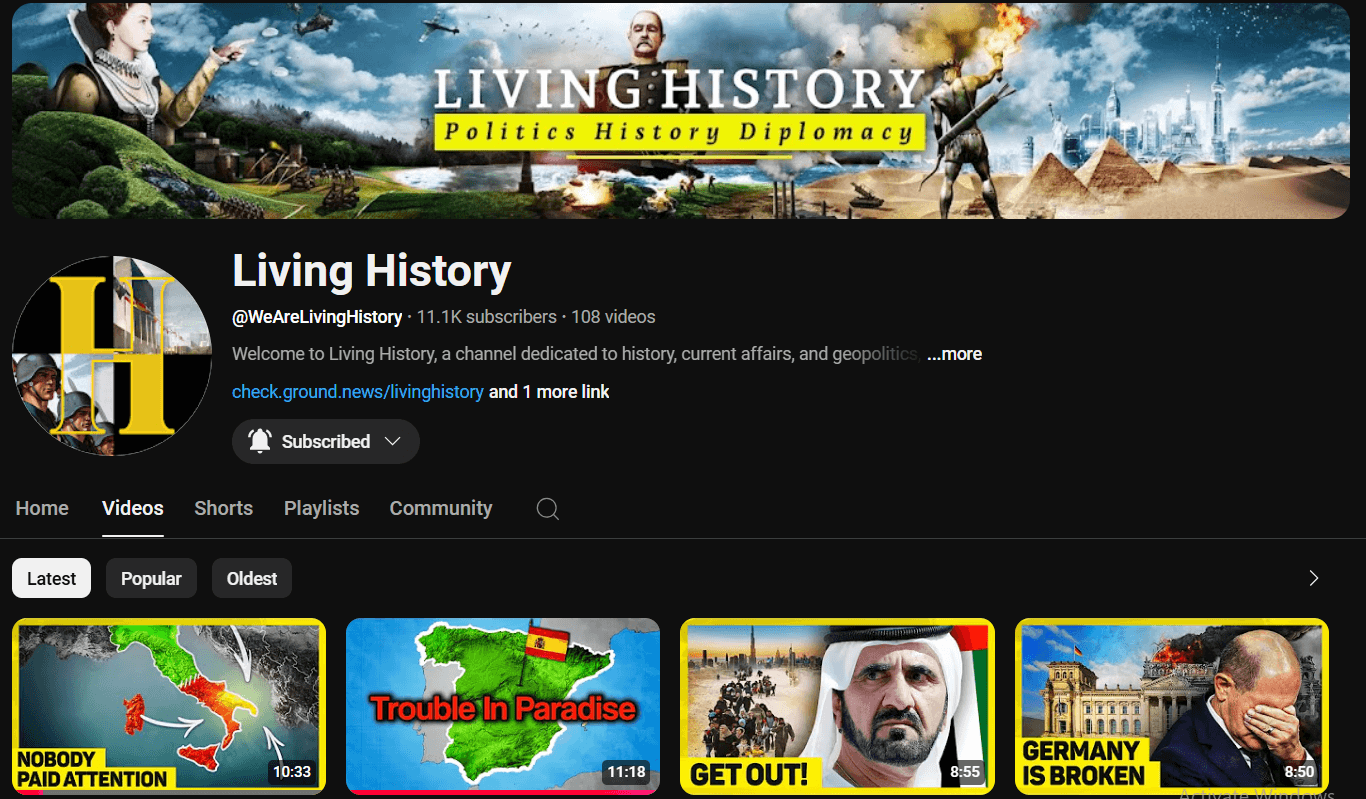 LIVING HISTORY
Politics History Diplomacy
H
Living History
@WeAreLivingHistory · 11.1K subscribers · 108 videos
Welcome to Living History, a channel dedicated to history, current affairs, and geopolitics, ...more
check.ground.news/livinghistory and 1 more link
Subscribed
Home Videos Shorts Playlists Community
Latest Popular Oldest
NOBODY
PAID ATTENTION
10:33
Trouble In Paradise
11:18
GET OUT!
8:55
GERMANY
IS BROKEN
8:50
Activate Windows